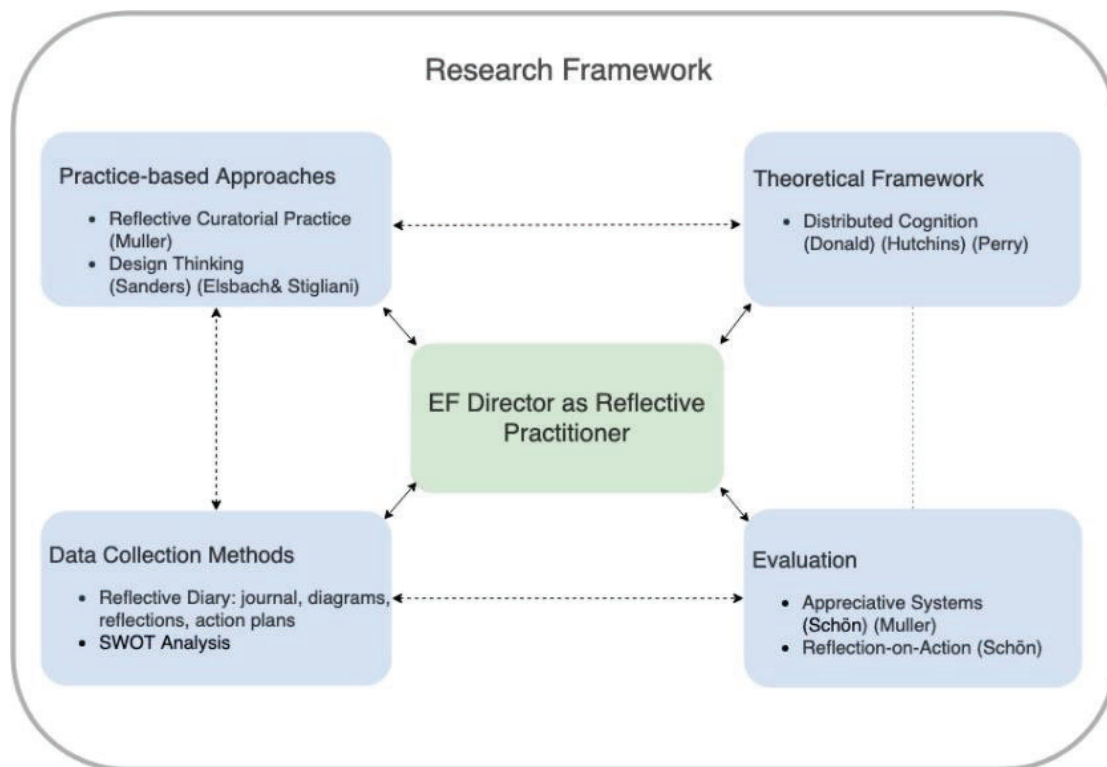 Research Framework
Practice-based Approaches
• Reflective Curatorial Practice
(Muller)
• Design Thinking
(Sanders) (Elsbach& Stigliani)
Theoretical Framework
• Distributed Cognition
(Donald) (Hutchins) (Perry)
EF Director as Reflective
Practitioner
Data Collection Methods
• Reflective Diary: journal, diagrams,
reflections, action plans
• SWOT Analysis
Evaluation
• Appreciative Systems
(Schön) (Muller)
• Reflection-on-Action (Schön)